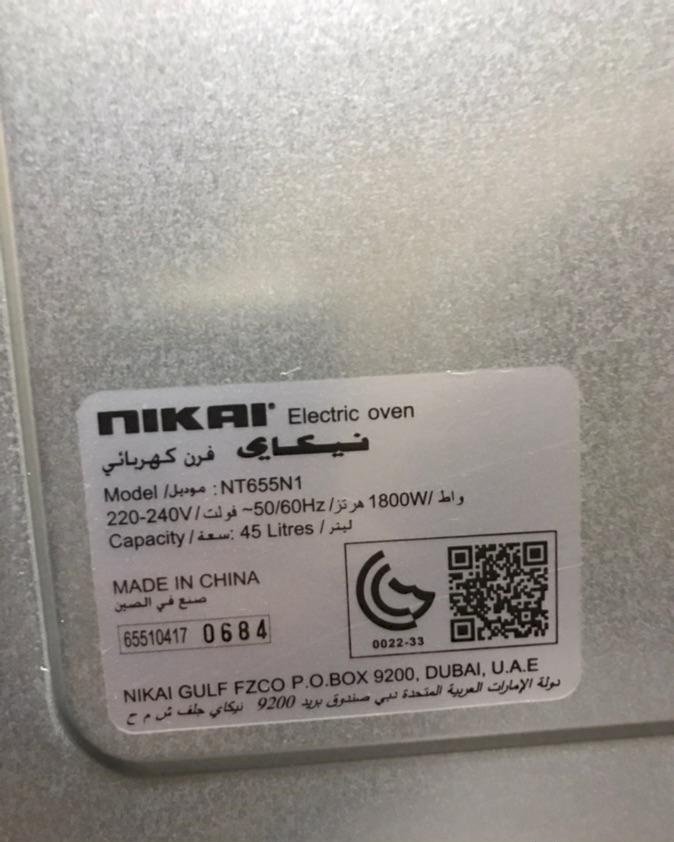 NIKAI Electric oven
نيكاي فرن كهربائي
Model / موديل : NT655N1
220-240V / فولت ~50/60Hz / هرتز 1800W / واط
Capacity / سعة: 45 Litres / ليتر
MADE IN CHINA
صنع في الصين
65510417 0684
0022-33
NIKAI GULF FZCO P.O.BOX 9200, DUBAI, U.A.E
نيكاي جلف ش م ح صندوق بريد 9200 دبي دولة الإمارات العربية المتحدة